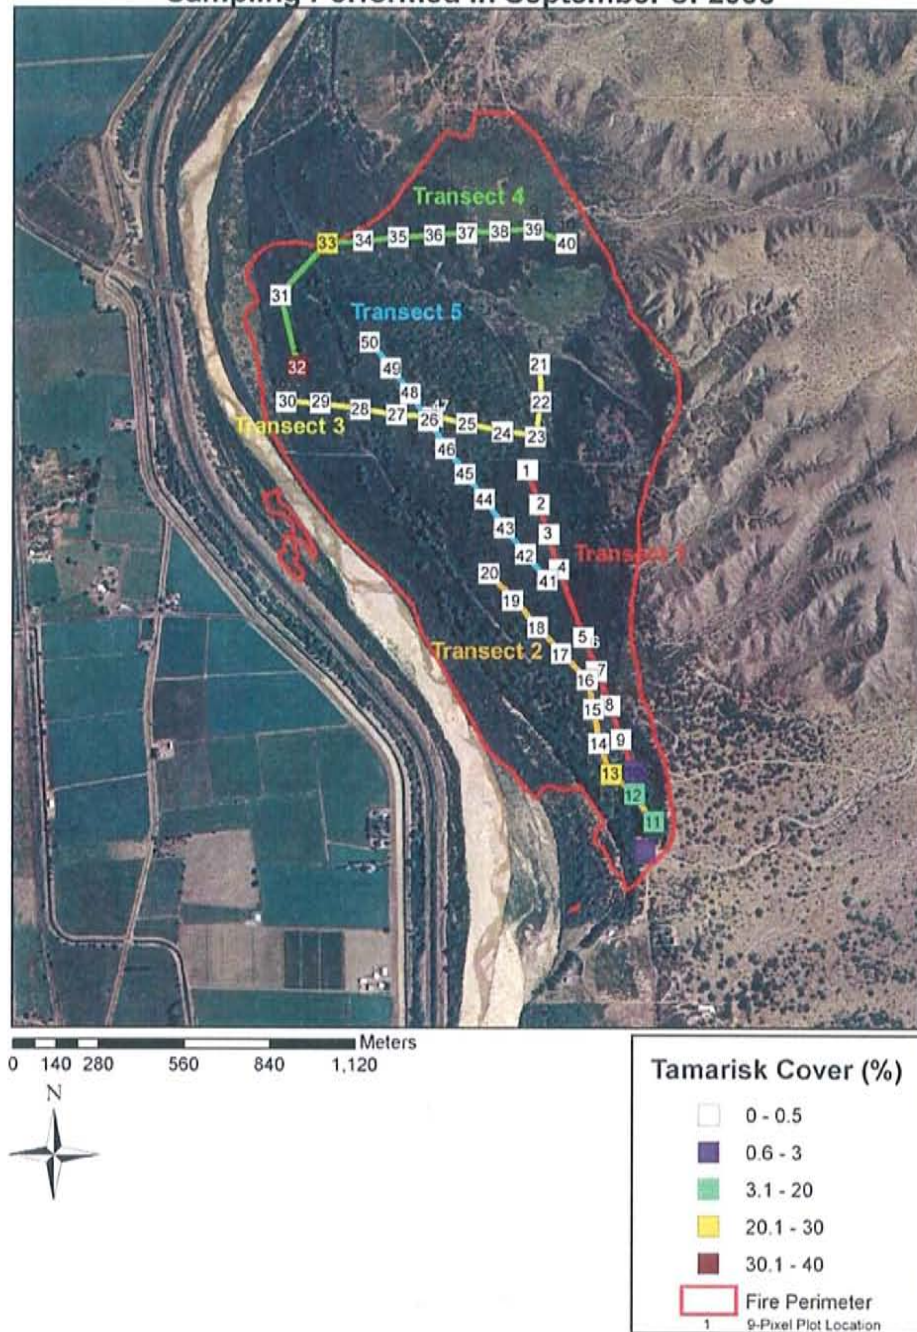 Transect 4
33 34 35 36 37 38 39 40
31
Transect 5
50
49
21
32
48
22
30 29 28 27 26 47 25 24 23
Transect 3
46
1
45
2
44
3
43
42
Transect 1
4
41
20
19
18
5
6
Transect 2
17
7
16
8
15
14
9
13
12
11
Meters
0 140 280 560 840 1,120
N
Tamarisk Cover (%)
0 - 0.5
0.6 - 3
3.1 - 20
20.1 - 30
30.1 - 40
Fire Perimeter
1 9-Pixel Plot Location